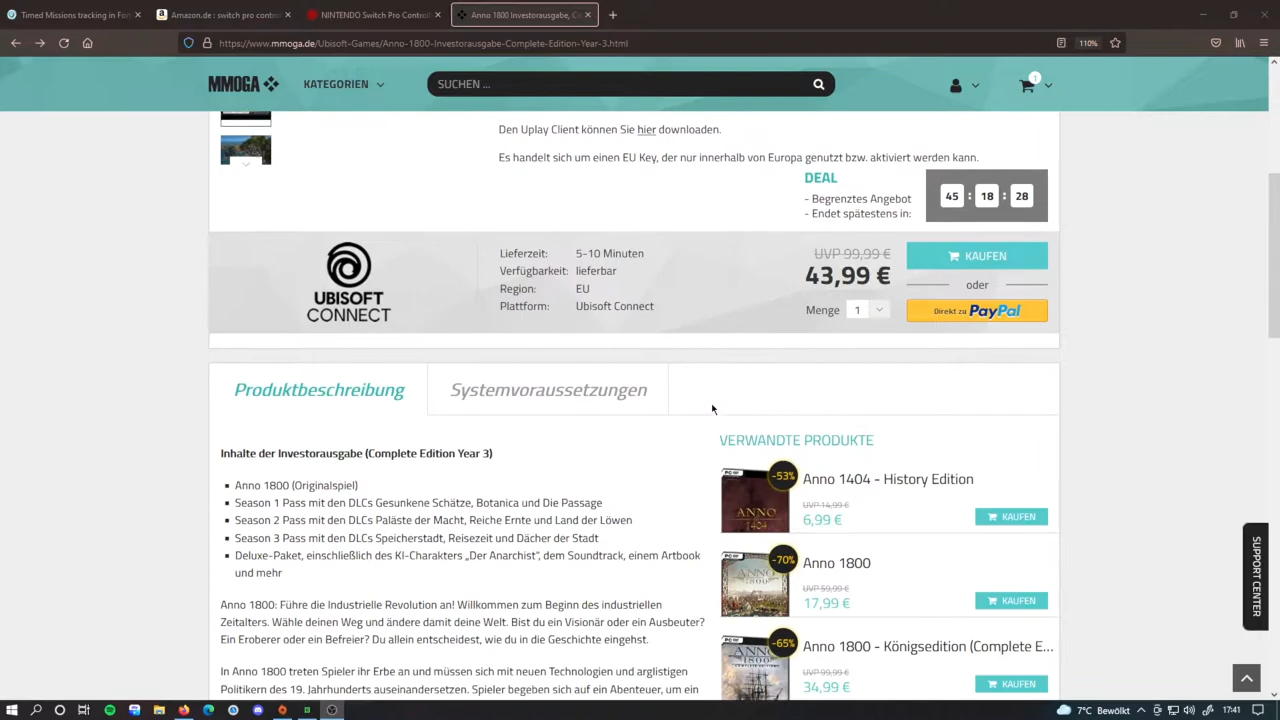 Timed Missions tracking in For
Amazon.de : switch pro contro
NINTENDO Switch Pro Controlle
Anno 1800 Investorausgabe, Co
https://www.mmoga.de/Ubisoft-Games/Anno-1800-Investorausgabe-Complete-Edition-Year-3.html
110%
MMOGA
KATEGORIEN
SUCHEN ...
1
Den Uplay Client können Sie hier downloaden.
Es handelt sich um einen EU Key, der nur innerhalb von Europa genutzt bzw. aktiviert werden kann.
DEAL
- Begrenztes Angebot
- Endet spätestens in:
45 : 18 : 28
UBISOFT
CONNECT
Lieferzeit: 5-10 Minuten
Verfügbarkeit: lieferbar
Region: EU
Plattform: Ubisoft Connect
UVP 99,99 €
43,99 €
Menge 1
KAUFEN
oder
Direkt zu PayPal
Produktbeschreibung
Systemvoraussetzungen
Inhalte der Investorausgabe (Complete Edition Year 3)
Anno 1800 (Originalspiel)
Season 1 Pass mit den DLCs Gesunkene Schätze, Botanica und Die Passage
Season 2 Pass mit den DLCs Paläste der Macht, Reiche Ernte und Land der Löwen
Season 3 Pass mit den DLCs Speicherstadt, Reisezeit und Dächer der Stadt
Deluxe-Paket, einschließlich des KI-Charakters „Der Anarchist“, dem Soundtrack, einem Artbook
und mehr
Anno 1800: Führe die Industrielle Revolution an! Willkommen zum Beginn des industriellen
Zeitalters. Wähle deinen Weg und ändere damit deine Welt. Bist du ein Visionär oder ein Ausbeuter?
Ein Eroberer oder ein Befreier? Du allein entscheidest, wie du in die Geschichte eingehst.
In Anno 1800 treten Spieler ihr Erbe an und müssen sich mit neuen Technologien und arglistigen
Politikern des 19. Jahrhunderts auseinandersetzen. Spieler begeben sich auf ein Abenteuer, um ein
VERWANDTE PRODUKTE
-53%
ANNO
1404
Anno 1404 - History Edition
UVP 14,99 €
6,99 €
KAUFEN
-70%
ANNO
1800
Anno 1800
UVP 59,99 €
17,99 €
KAUFEN
-65%
ANNO
1800
Anno 1800 - Königsedition (Complete E...
UVP 99,99 €
34,99 €
KAUFEN
SUPPORT CENTER
7°C Bewölkt
17:41